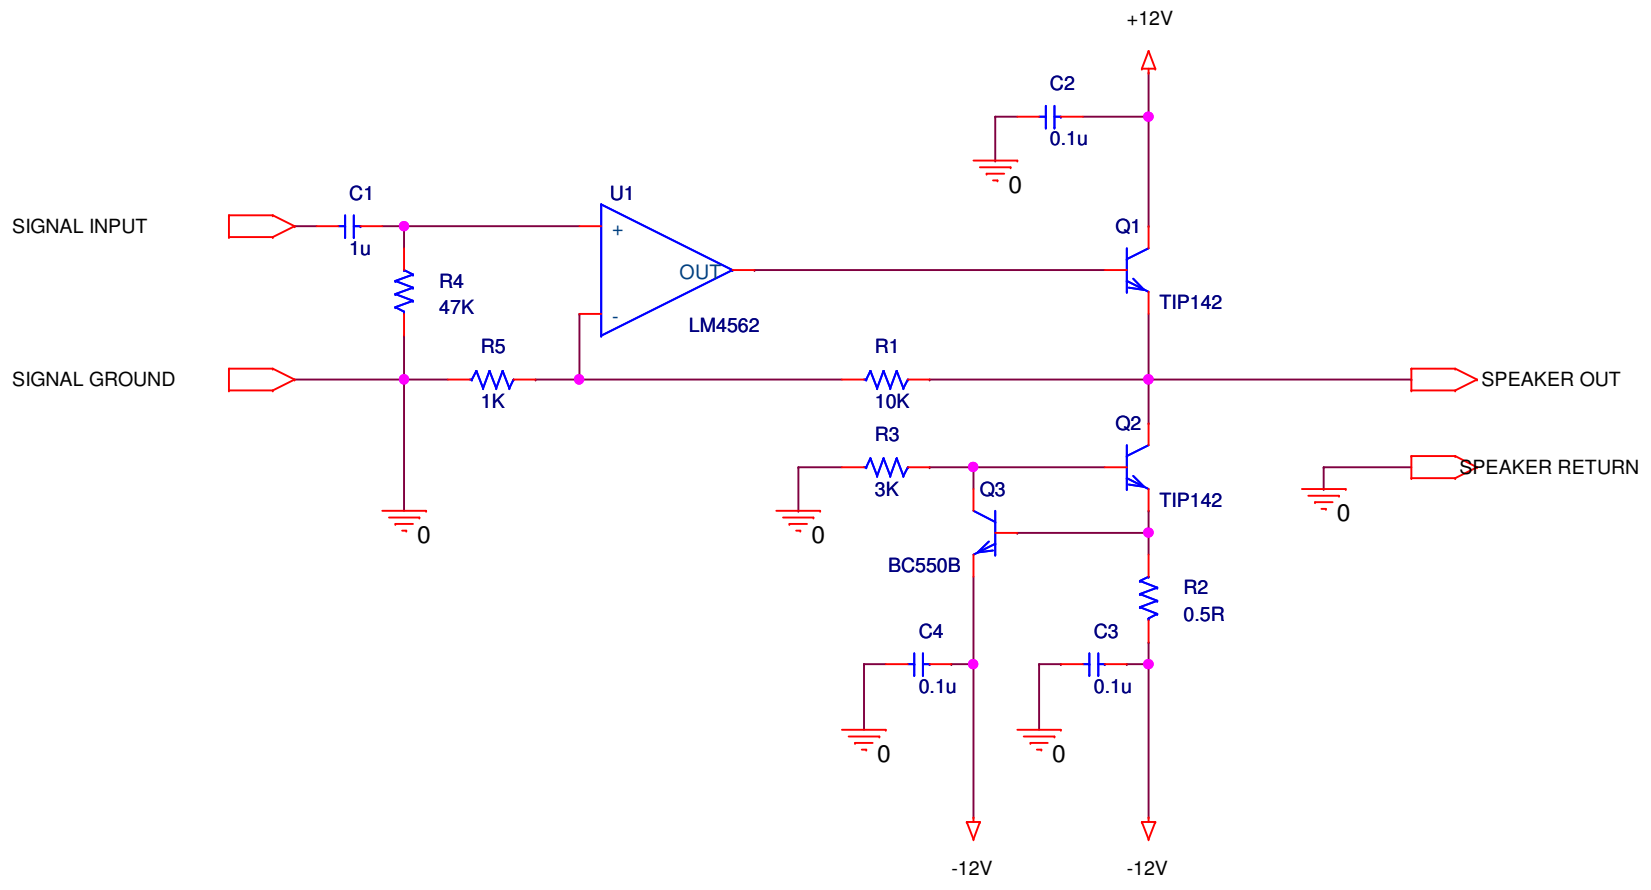 +12V
C2
0.1u
0
C1
U1
SIGNAL INPUT
1u
+
Q1
OUT
R4
47K
TIP142
-
LM4562
R5
R1
SIGNAL GROUND
1K
10K
SPEAKER OUT
Q2
R3
SPEAKER RETURN
3K
Q3
TIP142
0
0
0
BC550B
R2
0.5R
C4
C3
0.1u
0.1u
0
0
-12V
-12V